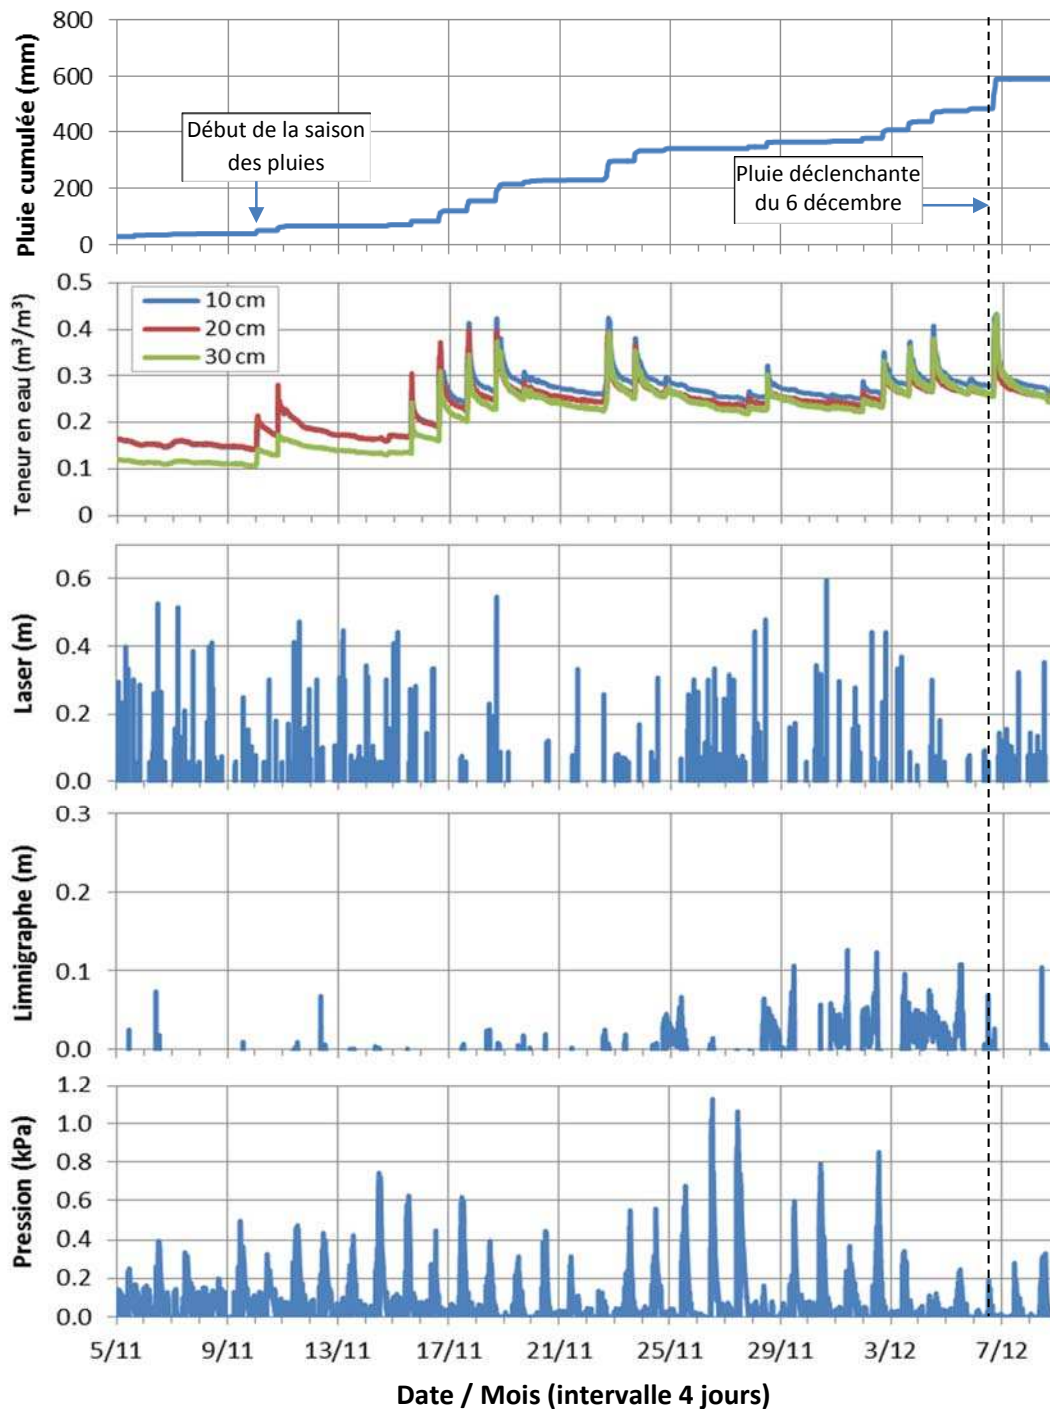 Pluie cumulée (mm)
800
600
400
200
0
Début de la saison
des pluies
Pluie déclenchante
du 6 décembre
Teneur en eau (m³/m³)
0.5
0.4
0.3
0.2
0.1
0
10 cm
20 cm
30 cm
Laser (m)
0.6
0.4
0.2
0.0
Limnigraphe (m)
0.3
0.2
0.1
0.0
Pression (kPa)
1.2
1.0
0.8
0.6
0.4
0.2
0.0
5/11 9/11 13/11 17/11 21/11 25/11 29/11 3/12 7/12
Date / Mois (intervalle 4 jours)